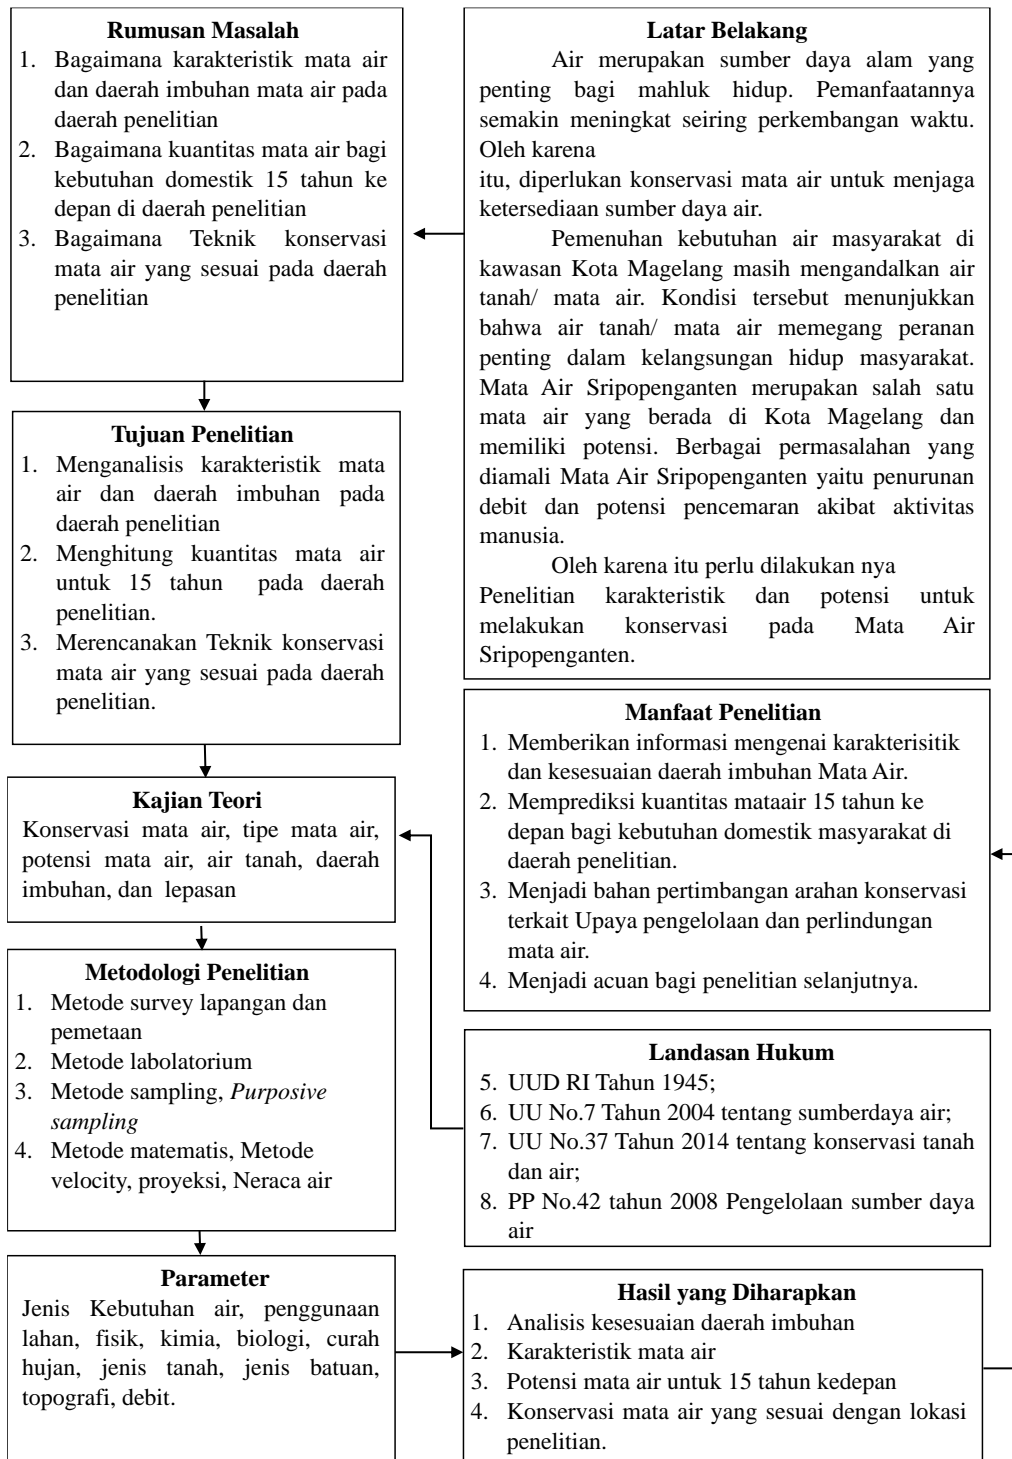 Rumusan Masalah
1. Bagaimana karakteristik mata air
dan daerah imbuhan mata air pada
daerah penelitian
2. Bagaimana kuantitas mata air bagi
kebutuhan domestik 15 tahun ke
depan di daerah penelitian
3. Bagaimana Teknik konservasi
mata air yang sesuai pada daerah
penelitian
Latar Belakang
Air merupakan sumber daya alam yang
penting bagi mahluk hidup. Pemanfaatannya
semakin meningkat seiring perkembangan waktu.
Oleh karena
itu, diperlukan konservasi mata air untuk menjaga
ketersediaan sumber daya air.
Pemenuhan kebutuhan air masyarakat di
kawasan Kota Magelang masih mengandalkan air
tanah/ mata air. Kondisi tersebut menunjukkan
bahwa air tanah/ mata air memegang peranan
penting dalam kelangsungan hidup masyarakat.
Mata Air Sripopenganten merupakan salah satu
mata air yang berada di Kota Magelang dan
memiliki potensi. Berbagai permasalahan yang
diamali Mata Air Sripopenganten yaitu penurunan
debit dan potensi pencemaran akibat aktivitas
manusia.
Oleh karena itu perlu dilakukan nya
Penelitian karakteristik dan potensi untuk
melakukan konservasi pada Mata Air
Sripopenganten.
Tujuan Penelitian
1. Menganalisis karakteristik mata
air dan daerah imbuhan pada
daerah penelitian
2. Menghitung kuantitas mata air
untuk 15 tahun pada daerah
penelitian.
3. Merencanakan Teknik konservasi
mata air yang sesuai pada daerah
penelitian.
Manfaat Penelitian
1. Memberikan informasi mengenai karakterisitik
dan kesesuaian daerah imbuhan Mata Air.
2. Memprediksi kuantitas mataair 15 tahun ke
depan bagi kebutuhan domestik masyarakat di
daerah penelitian.
3. Menjadi bahan pertimbangan arahan konservasi
terkait Upaya pengelolaan dan perlindungan
mata air.
4. Menjadi acuan bagi penelitian selanjutnya.
Kajian Teori
Konservasi mata air, tipe mata air,
potensi mata air, air tanah, daerah
imbuhan, dan lepasan
Metodologi Penelitian
1. Metode survey lapangan dan
pemetaan
2. Metode labolatorium
3. Metode sampling, Purposive
sampling
4. Metode matematis, Metode
velocity, proyeksi, Neraca air
Landasan Hukum
5. UUD RI Tahun 1945;
6. UU No.7 Tahun 2004 tentang sumberdaya air;
7. UU No.37 Tahun 2014 tentang konservasi tanah
dan air;
8. PP No.42 tahun 2008 Pengelolaan sumber daya
air
Parameter
Jenis Kebutuhan air, penggunaan
lahan, fisik, kimia, biologi, curah
hujan, jenis tanah, jenis batuan,
topografi, debit.
Hasil yang Diharapkan
1. Analisis kesesuaian daerah imbuhan
2. Karakteristik mata air
3. Potensi mata air untuk 15 tahun kedepan
4. Konservasi mata air yang sesuai dengan lokasi
penelitian.